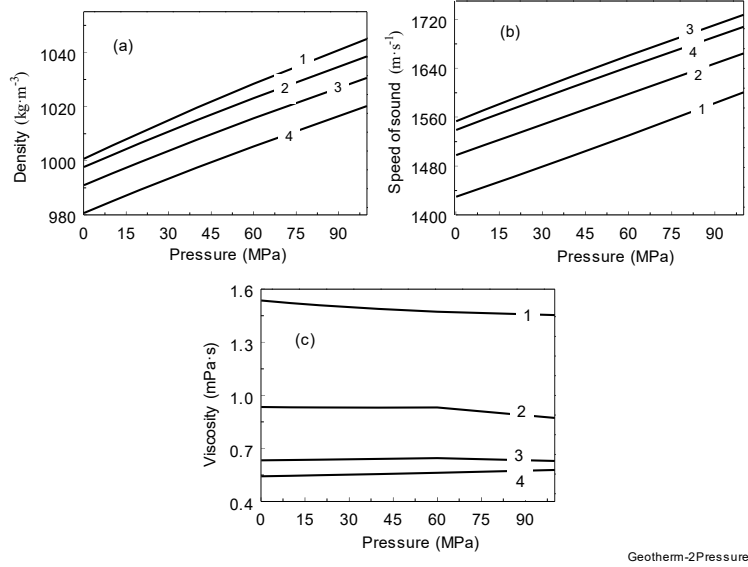 (a)
Density (kg·m⁻³)
1040
1020
1000
980
1
2
3
4
0 15 30 45 60 75 90
Pressure (MPa)
(b)
Speed of sound (m·s⁻¹)
1720
1640
1560
1480
1400
3
4
2
1
0 15 30 45 60 75 90
Pressure (MPa)
(c)
Viscosity (mPa·s)
1.6
1.3
1.0
0.7
0.4
1
2
3
4
0 15 30 45 60 75 90
Pressure (MPa)
Geotherm-2Pressure